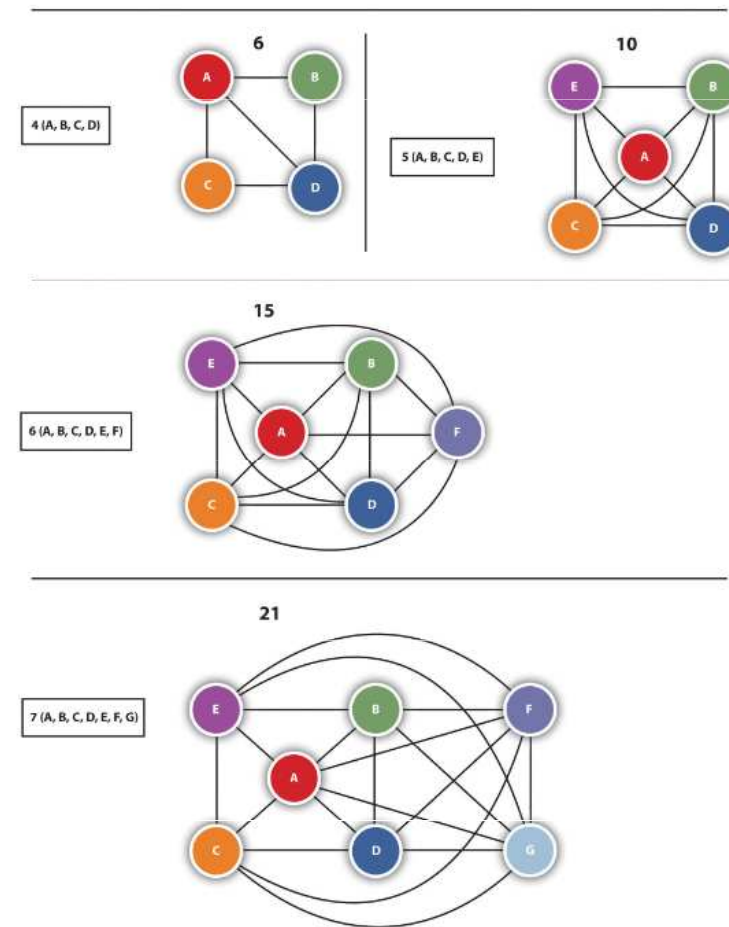 6
A
B
4 (A, B, C, D)
C
D
10
E
B
5 (A, B, C, D, E)
A
C
D
15
E
B
6 (A, B, C, D, E, F)
A
F
C
D
21
E
B
F
7 (A, B, C, D, E, F, G)
A
C
D
G